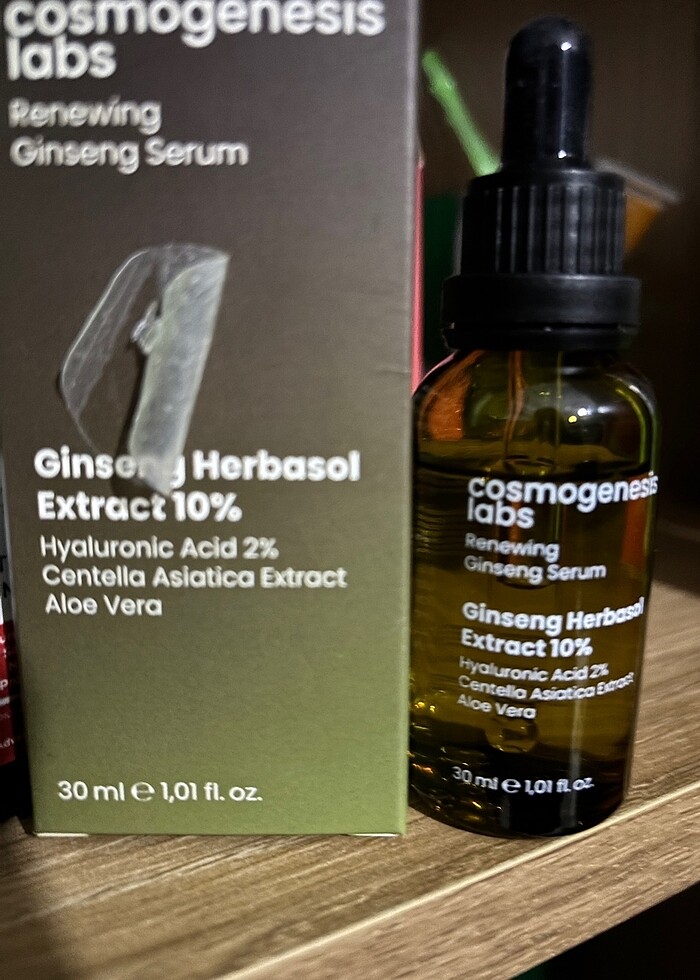 cosmogenesis
labs
Renewing
Ginseng Serum
Ginseng Herbasol
Extract 10%
Hyaluronic Acid 2%
Centella Asiatica Extract
Aloe Vera
30 ml e 1,01 fl. oz.
cosmogenesis
labs
Renewing
Ginseng Serum
Ginseng Herbasol
Extract 10%
Hyaluronic Acid 2%
Centella Asiatica Extract
Aloe Vera
30 ml e 1,01 fl. oz.